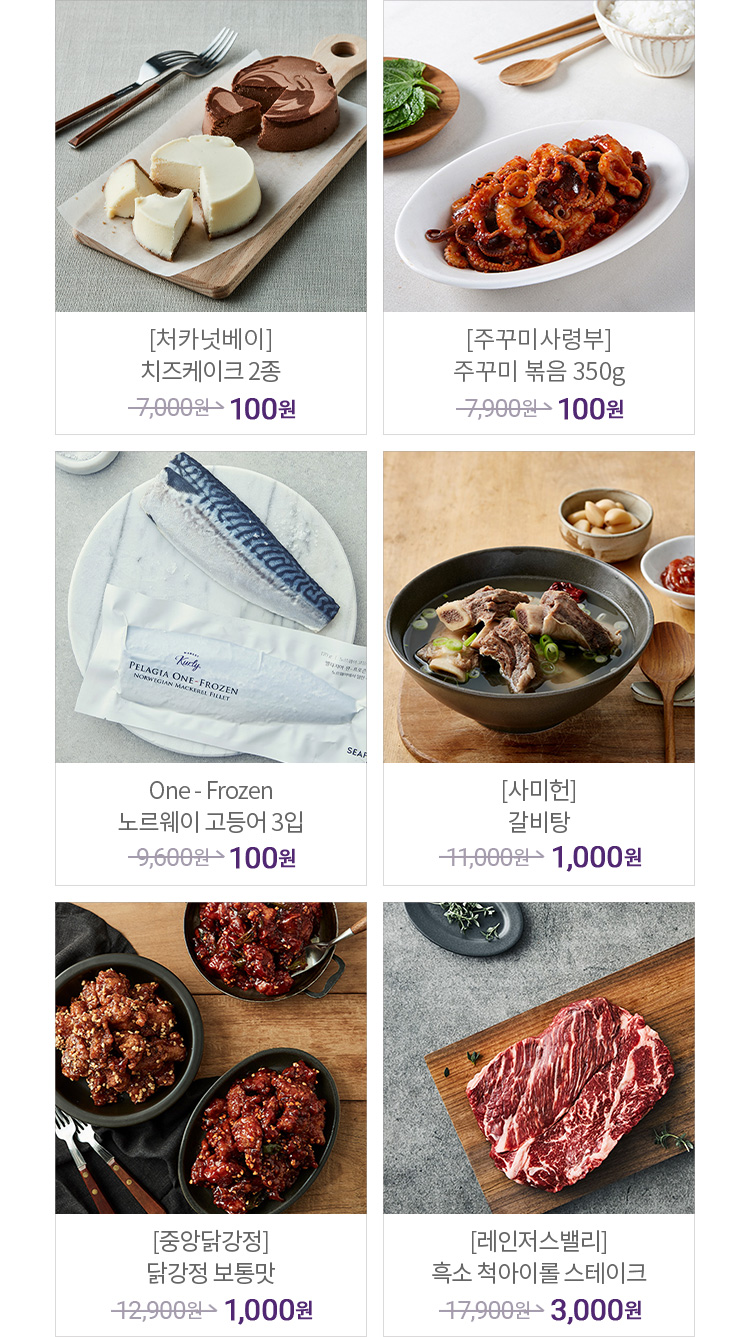 [처카넛베이]
치즈케이크 2종
7,000원 → 100원
[주꾸미사령부]
주꾸미 볶음 350g
7,900원 → 100원
Kurly
PELAGIA ONE-FROZEN
NORWEGIAN MACKEREL FILLET
SEAF
One - Frozen
노르웨이 고등어 3입
9,600원 → 100원
[사미헌]
갈비탕
11,000원 → 1,000원
[중앙닭강정]
닭강정 보통맛
12,900원 → 1,000원
[레인저스밸리]
흑소 척아이롤 스테이크
17,900원 → 3,000원